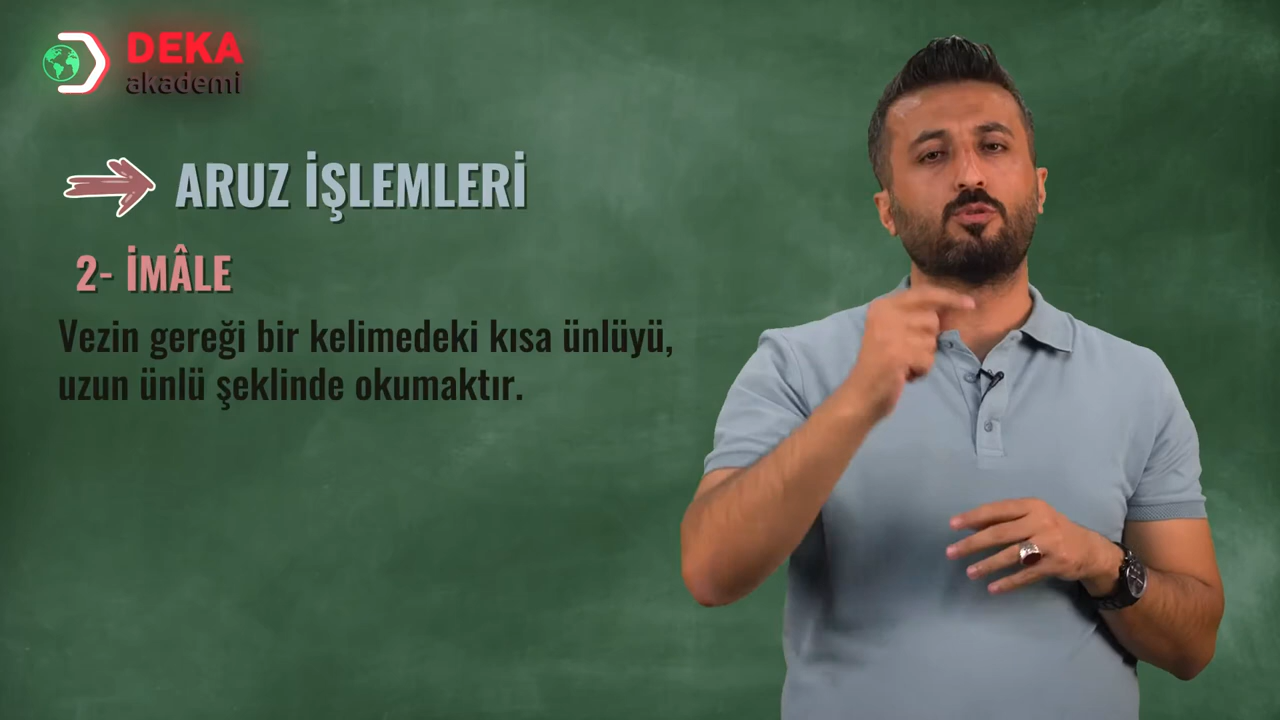 DEKA
akademi
ARUZ İŞLEMLERİ
2- İMÂLE
Vezin gereği bir kelimedeki kısa ünlüyü,
uzun ünlü şeklinde okumaktır.